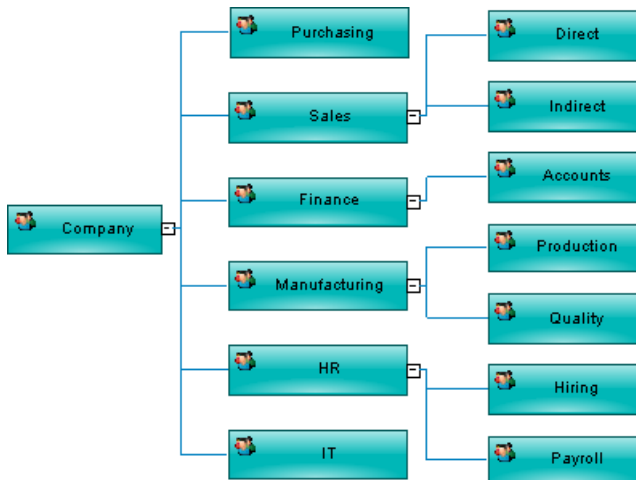 Company
Purchasing
Sales
Direct
Indirect
Finance
Accounts
Manufacturing
Production
Quality
HR
Hiring
Payroll
IT